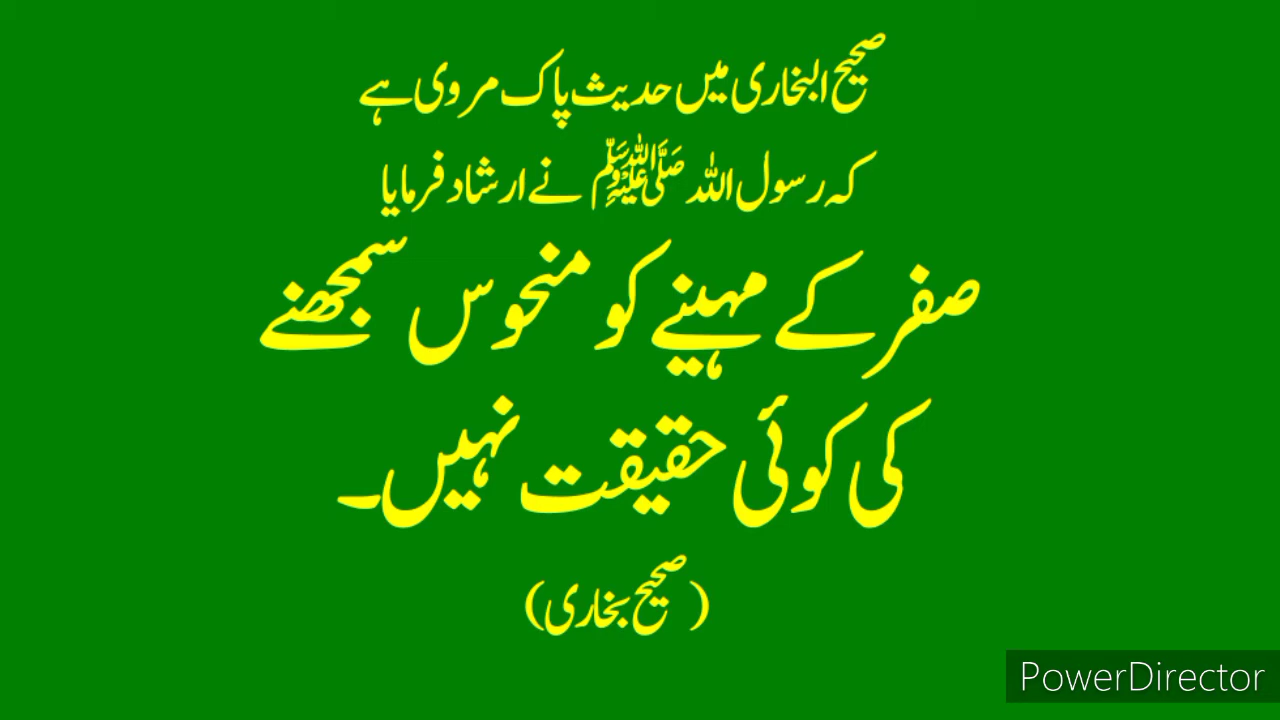 صحیح البخاری میں حدیث پاک مروی ہے
کہ رسول اللہ ﷺ نے ارشاد فرمایا
صفر کے مہینے کو منحوس سمجھنے
کی کوئی حقیقت نہیں۔
(صحیح بخاری)
PowerDirector